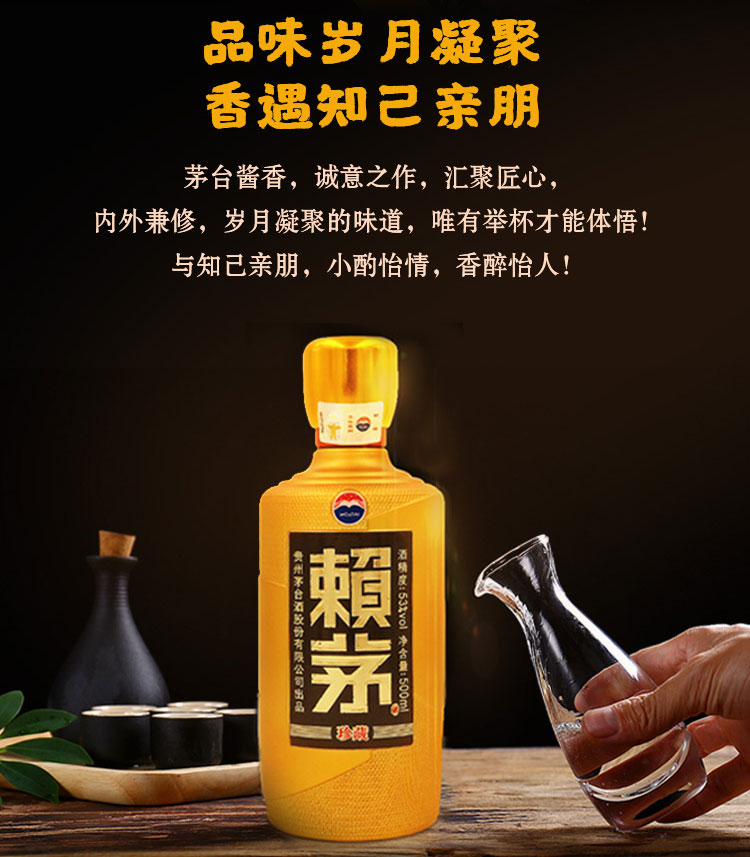 品味岁月凝聚
香遇知己亲朋
茅台酱香，诚意之作，汇聚匠心，
内外兼修，岁月凝聚的味道，唯有举杯才能体悟！
与知己亲朋，小酌怡情，香醉怡人！
酒精度：53%vol 净含量：500ml
賴茅
贵州茅台酒股份有限公司出品
珍藏